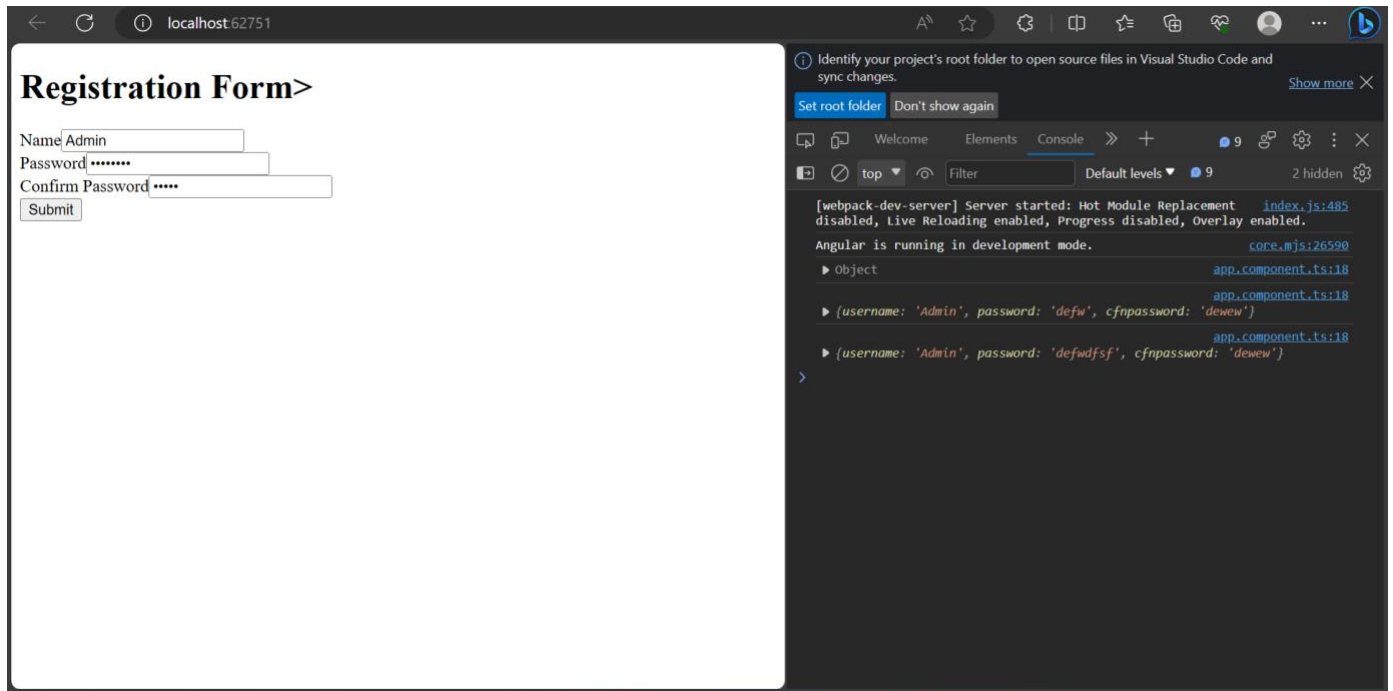 localhost:62751
Registration Form>
Name Admin
Password ••••••••
Confirm Password •••••
Submit
Identify your project's root folder to open source files in Visual Studio Code and
sync changes.
Show more
Set root folder Don't show again
Welcome Elements Console 9
top Filter Default levels 9 2 hidden
[webpack-dev-server] Server started: Hot Module Replacement index.js:485
disabled, Live Reloading enabled, Progress disabled, Overlay enabled.
Angular is running in development mode. core.mjs:26590
Object app.component.ts:18
app.component.ts:18
{username: 'Admin', password: 'defw', cfnpassword: 'dewew'}
app.component.ts:18
{username: 'Admin', password: 'defwdfsf', cfnpassword: 'dewew'}